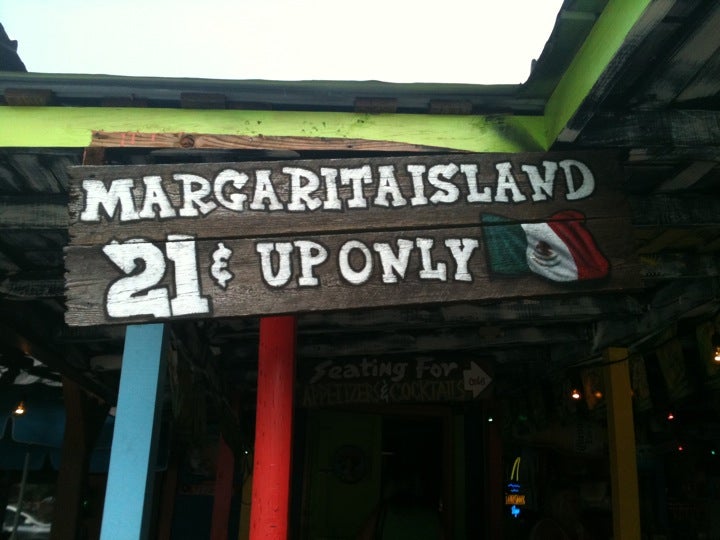 MARGARITAISLAND
21 & UP ONLY
Seating For
APPETIZERS & COCKTAILS